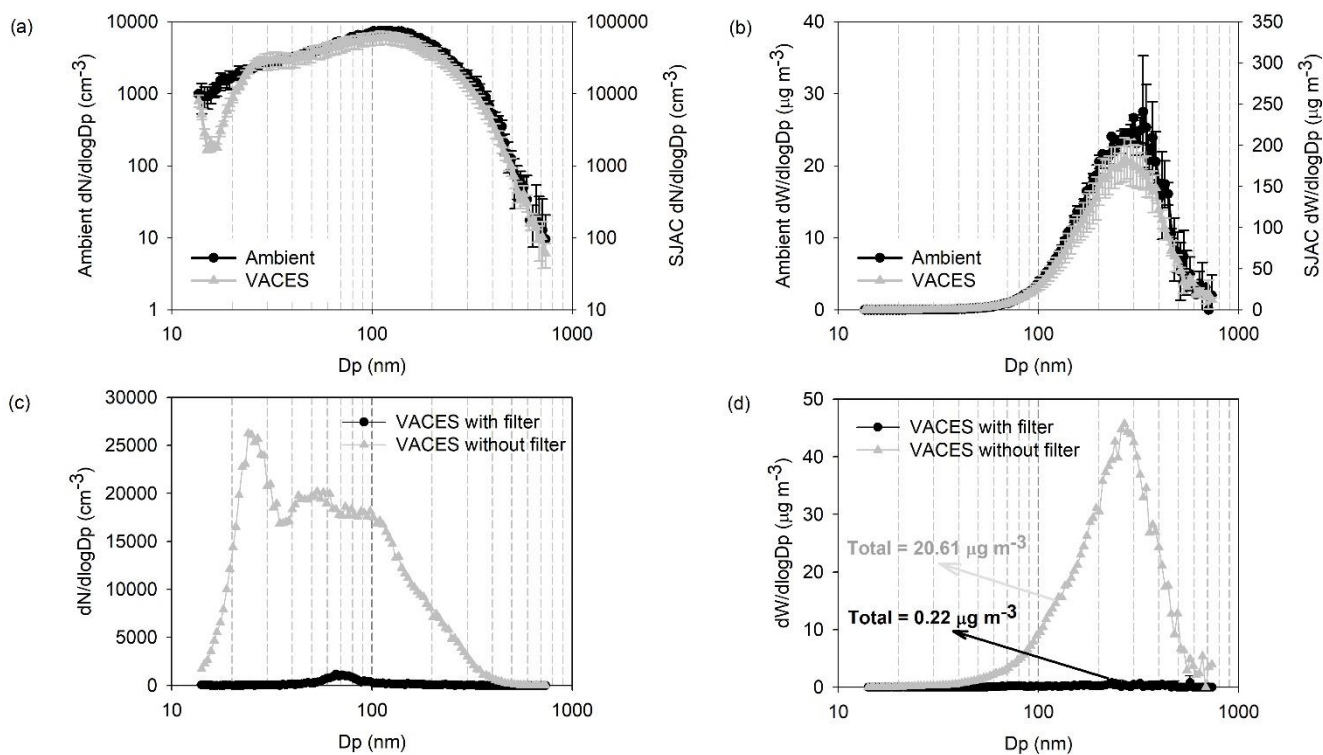 (a)
10000
1000
100
10
1
Ambient dN/dlogDp (cm⁻³)
100000
10000
1000
100
10
SJAC dN/dlogDp (cm⁻³)
Ambient
VACES
10
100
1000
Dp (nm)
(b)
40
30
20
10
0
Ambient dW/dlogDp (μg m⁻³)
350
300
250
200
150
100
50
0
SJAC dW/dlogDp (μg m⁻³)
Ambient
VACES
10
100
1000
Dp (nm)
(c)
30000
25000
20000
15000
10000
5000
0
dN/dlogDp (cm⁻³)
VACES with filter
VACES without filter
10
100
1000
Dp (nm)
(d)
50
40
30
20
10
0
dW/dlogDp (μg m⁻³)
VACES with filter
VACES without filter
Total = 20.61 μg m⁻³
Total = 0.22 μg m⁻³
10
100
1000
Dp (nm)